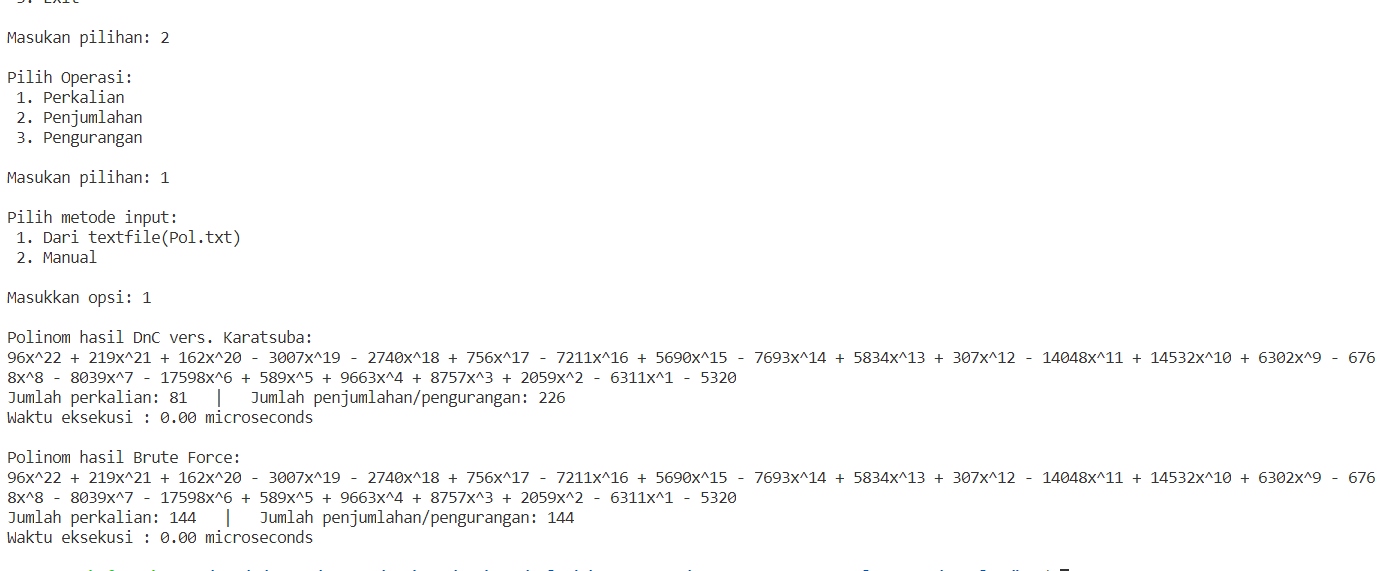 Masukan pilihan: 2
Pilih Operasi:
1. Perkalian
2. Penjumlahan
3. Pengurangan
Masukan pilihan: 1
Pilih metode input:
1. Dari textfile(Pol.txt)
2. Manual
Masukkan opsi: 1
Polinom hasil DnC vers. Karatsuba:
96x^22 + 219x^21 + 162x^20 - 3007x^19 - 2740x^18 + 756x^17 - 7211x^16 + 5690x^15 - 7693x^14 + 5834x^13 + 307x^12 - 14048x^11 + 14532x^10 + 6302x^9 - 676
8x^8 - 8039x^7 - 17598x^6 + 589x^5 + 9663x^4 + 8757x^3 + 2059x^2 - 6311x^1 - 5320
Jumlah perkalian: 81 | Jumlah penjumlahan/pengurangan: 226
Waktu eksekusi : 0.00 microseconds
Polinom hasil Brute Force:
96x^22 + 219x^21 + 162x^20 - 3007x^19 - 2740x^18 + 756x^17 - 7211x^16 + 5690x^15 - 7693x^14 + 5834x^13 + 307x^12 - 14048x^11 + 14532x^10 + 6302x^9 - 676
8x^8 - 8039x^7 - 17598x^6 + 589x^5 + 9663x^4 + 8757x^3 + 2059x^2 - 6311x^1 - 5320
Jumlah perkalian: 144 | Jumlah penjumlahan/pengurangan: 144
Waktu eksekusi : 0.00 microseconds